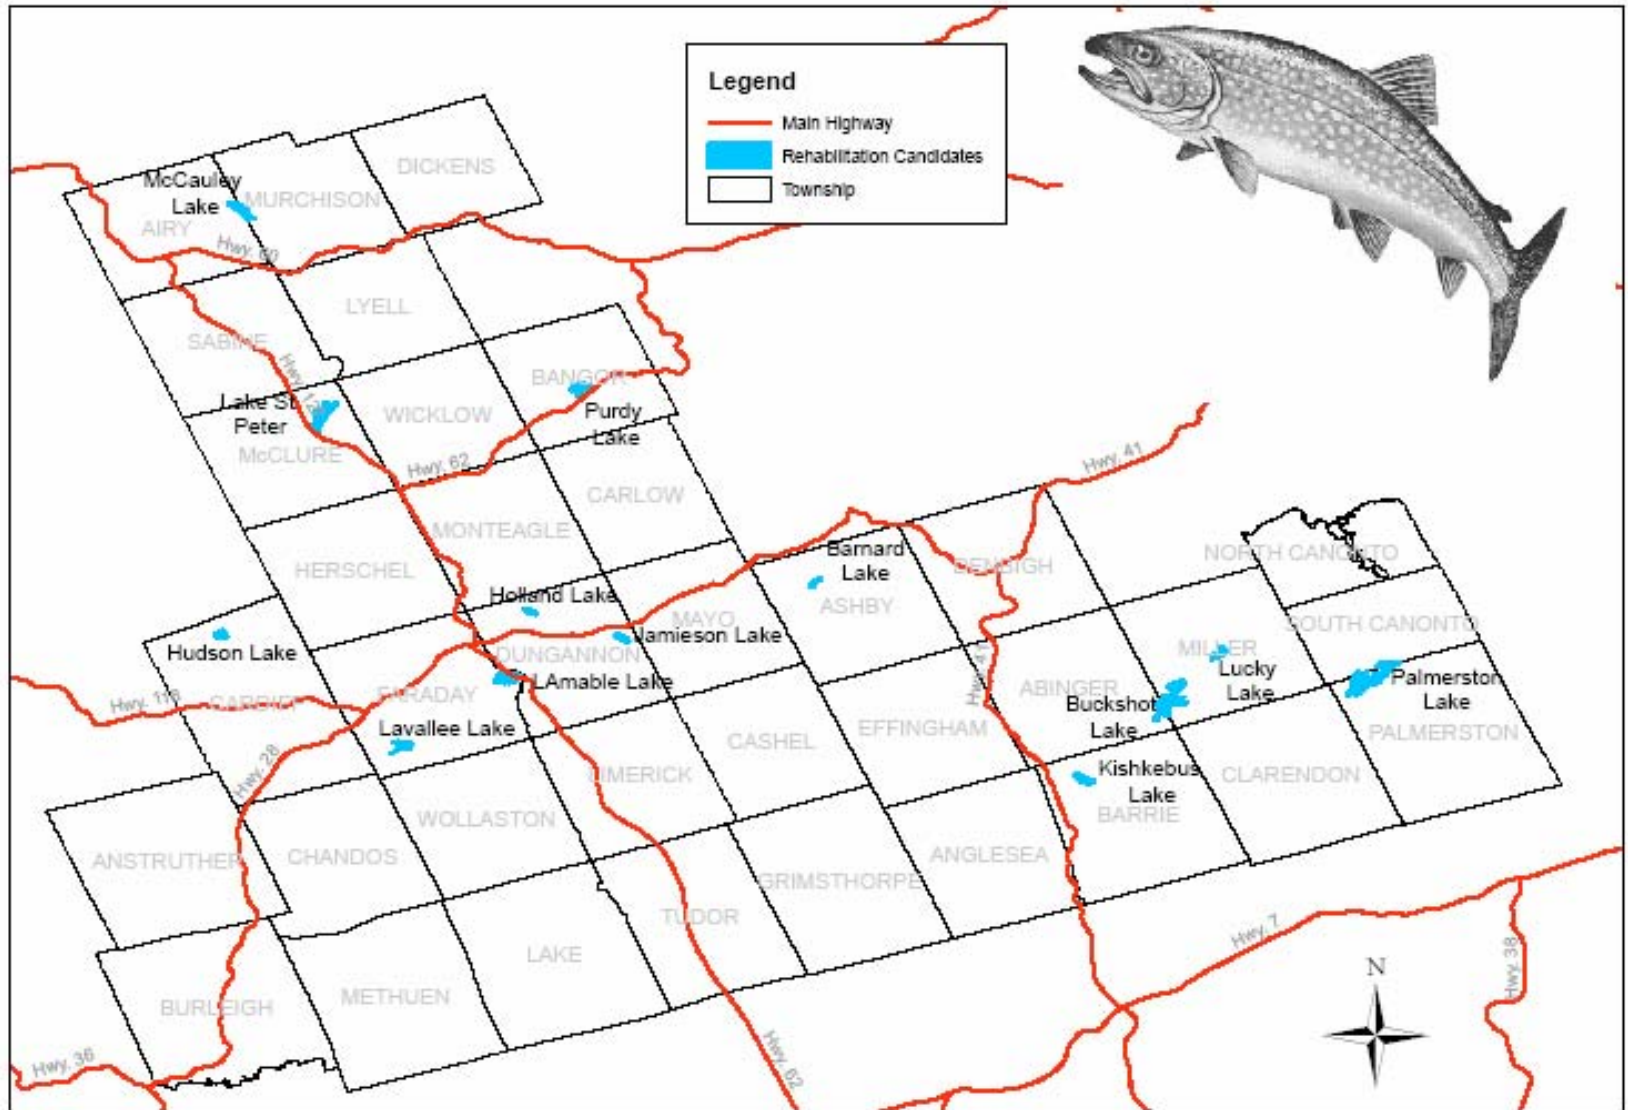 Legend
Main Highway
Rehabilitation Candidates
Township
DICKENS
McCauley
Lake
MURCHISON
AIRY
Hwy. 60
LYELL
SABINE
Hwy. 12
BANGOR
Lake St.
Peter
WICKLOW
Purdy
Lake
McCLURE
Hwy. 62
Hwy. 41
CARLOW
MONTEAGLE
HERSCHEL
Barnard
Lake
DENBIGH
NORTH CANONTO
ASHBY
Holland Lake
MAYO
Jamieson Lake
SOUTH CANONTO
Hudson Lake
DUNGANNON
MILLER
Lucky
Lake
LAmable Lake
FARADAY
CARDIFF
Hwy. 118
Hwy. 41
ABINGER
Buckshot
Lake
Palmerston
Lake
PALMERSTON
Lavallee Lake
CASHEL
EFFINGHAM
Hwy. 28
LIMERICK
Kishkebus
Lake
CLARENDON
BARRIE
WOLLASTON
ANSTRUTHER
CHANDOS
ANGLESEA
GRIMSTHORPE
TUDOR
LAKE
Hwy. 7
Hwy. 38
N
METHUEN
BURLEIGH
Hwy. 36
Hwy. 62